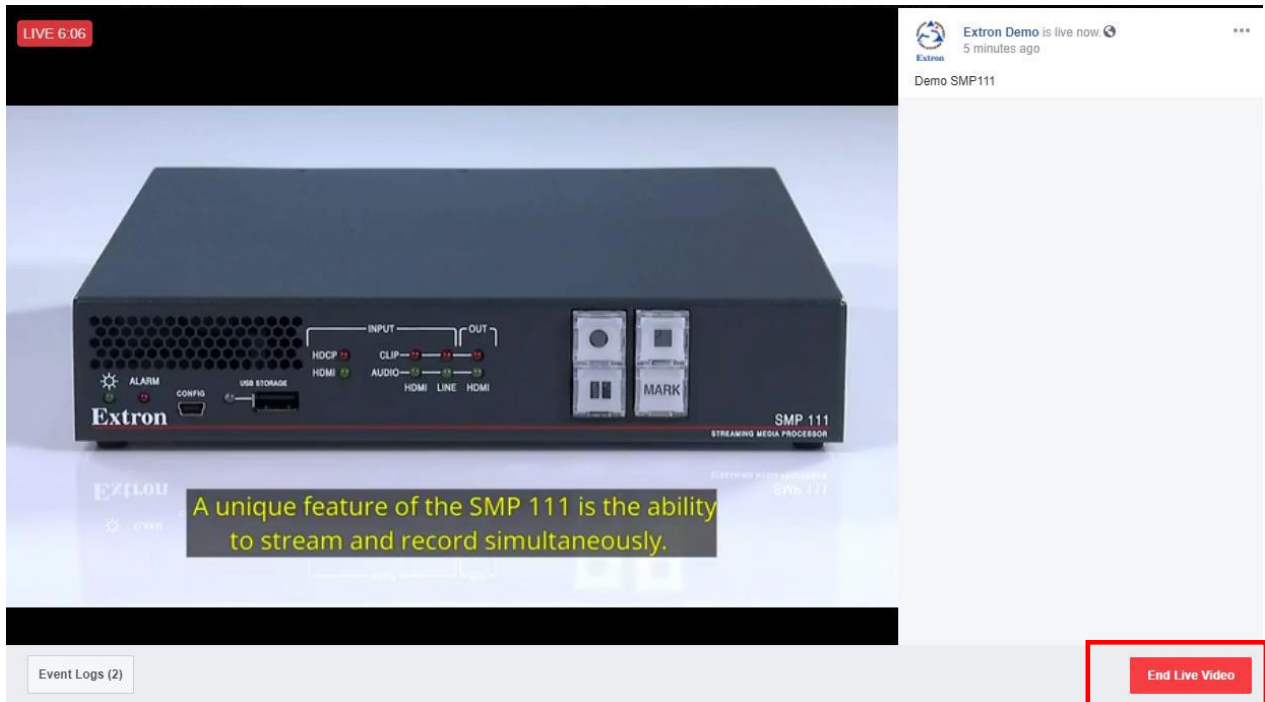 LIVE 6:06
Extron Demo is live now.
5 minutes ago
Extron
Demo SMP111
INPUT
OUT
HDCP
CLIP
HDMI
AUDIO
HDMI LINE HDMI
ALARM
CONFIG
USB STORAGE
Extron
MARK
SMP 111
STREAMING MEDIA PROCESSOR
A unique feature of the SMP 111 is the ability
to stream and record simultaneously.
Event Logs (2)
End Live Video